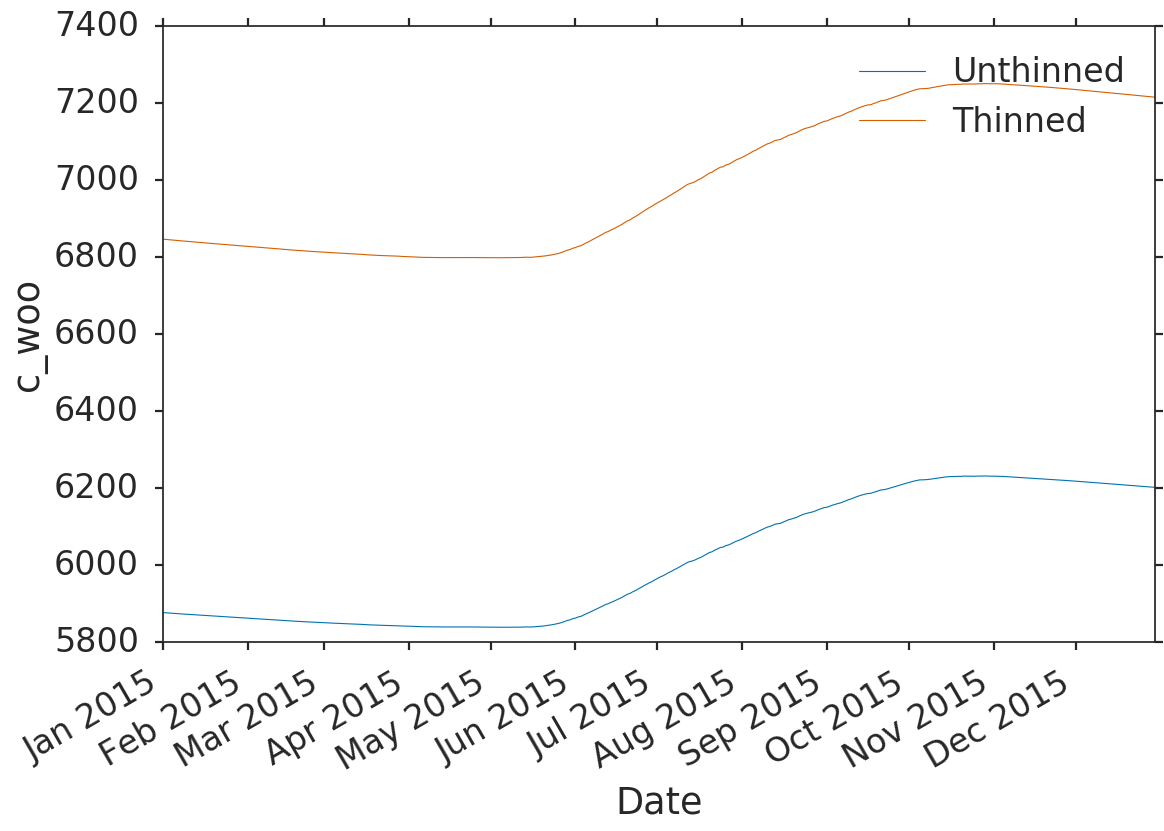 7400
7200
7000
6800
6600
6400
6200
6000
5800
c_woo
Unthinned
Thinned
Jan 2015
Feb 2015
Mar 2015
Apr 2015
May 2015
Jun 2015
Jul 2015
Aug 2015
Sep 2015
Oct 2015
Nov 2015
Dec 2015
Date